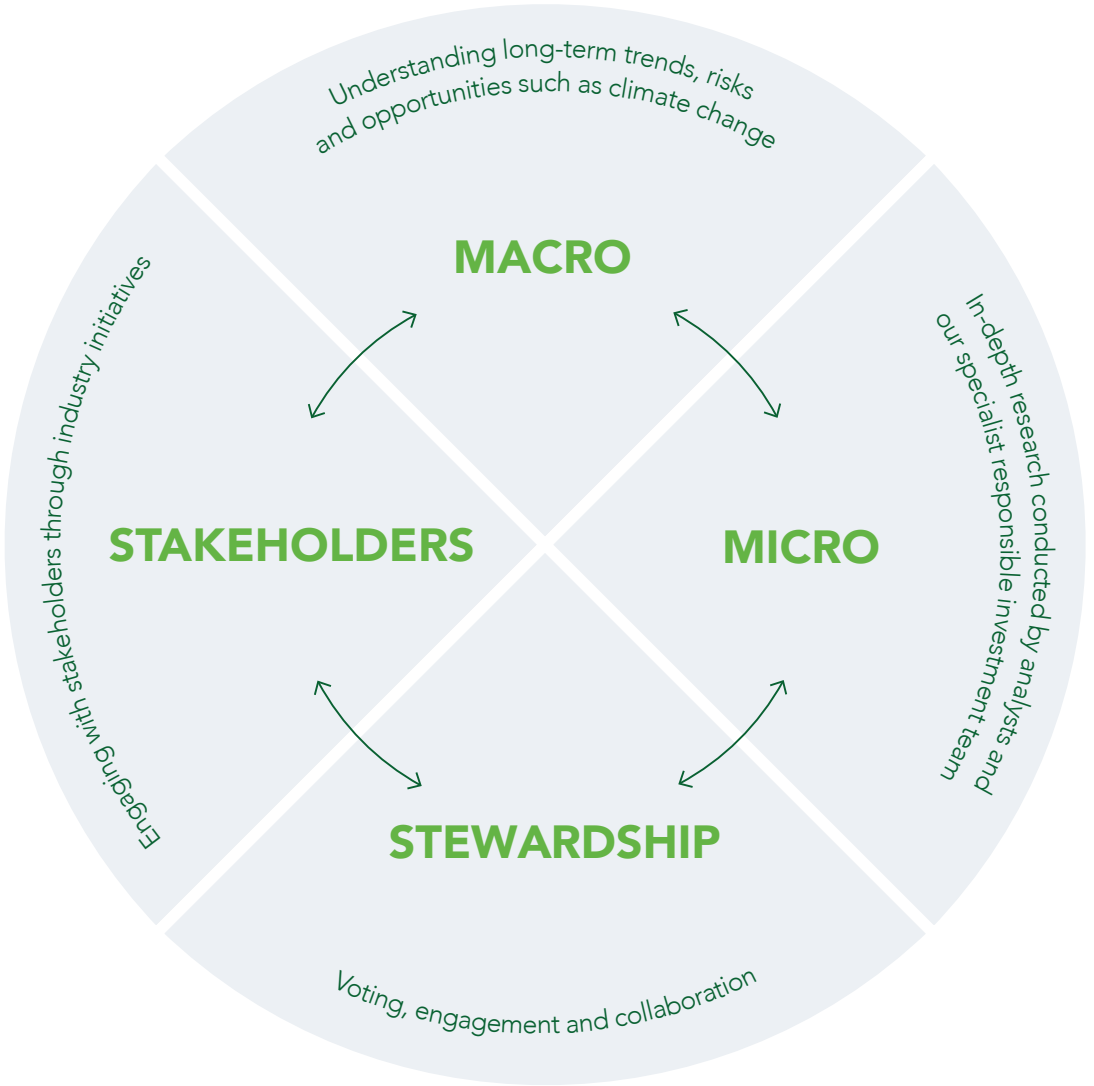 Understanding long-term trends, risks
and opportunities such as climate change
MACRO
In-depth research conducted by analysts and
our specialist responsible investment team
MICRO
STEWARDSHIP
Voting, engagement and collaboration
Engaging with stakeholders through industry initiatives
STAKEHOLDERS